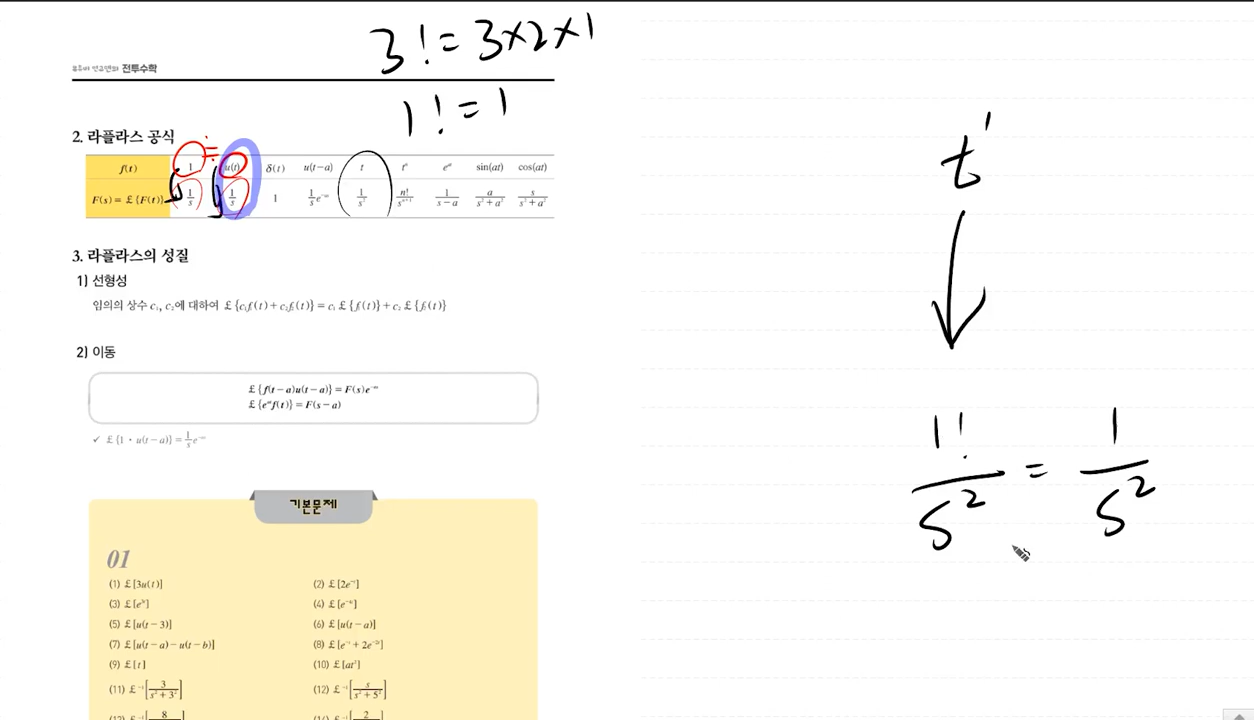 3! = 3×2×1
전투수학
1! = 1
2. 라플라스 공식
f(t) 1 u(t) δ(t) u(t−a) t tⁿ eᵃᵗ sin(at) cos(at)
F(s) = £{F(t)} 1/s 1/s 1 1/s e⁻ᵃˢ 1/s² n!/sⁿ⁺¹ 1/(s−a) a/(s²+a²) s/(s²+a²)
3. 라플라스의 성질
1) 선형성
임의의 상수 c₁, c₂에 대하여 £{c₁f₁(t)+c₂f₂(t)} = c₁£{f₁(t)}+c₂£{f₂(t)}
2) 이동
£{f(t−a)u(t−a)} = F(s)e⁻ᵃˢ
£{eᵃᵗf(t)} = F(s−a)
✓ £{1・u(t−a)} = 1/s e⁻ᵃˢ
기본문제
01
(1) £[3u(t)] (2) £[2e⁻ᵗ]
(3) (4)
(5) £[u(t−3)] (6) £[u(t−a)]
(7) £[u(t−a)−u(t−b)] (8) £[e⁻ᵗ+2e⁻²ᵗ]
(9) £[t] (10)
(11) £⁻¹[3/(s²+3²)] (12) £⁻¹[s/(s²+5²)]
8 2
t¹
1!/s² = 1/s²